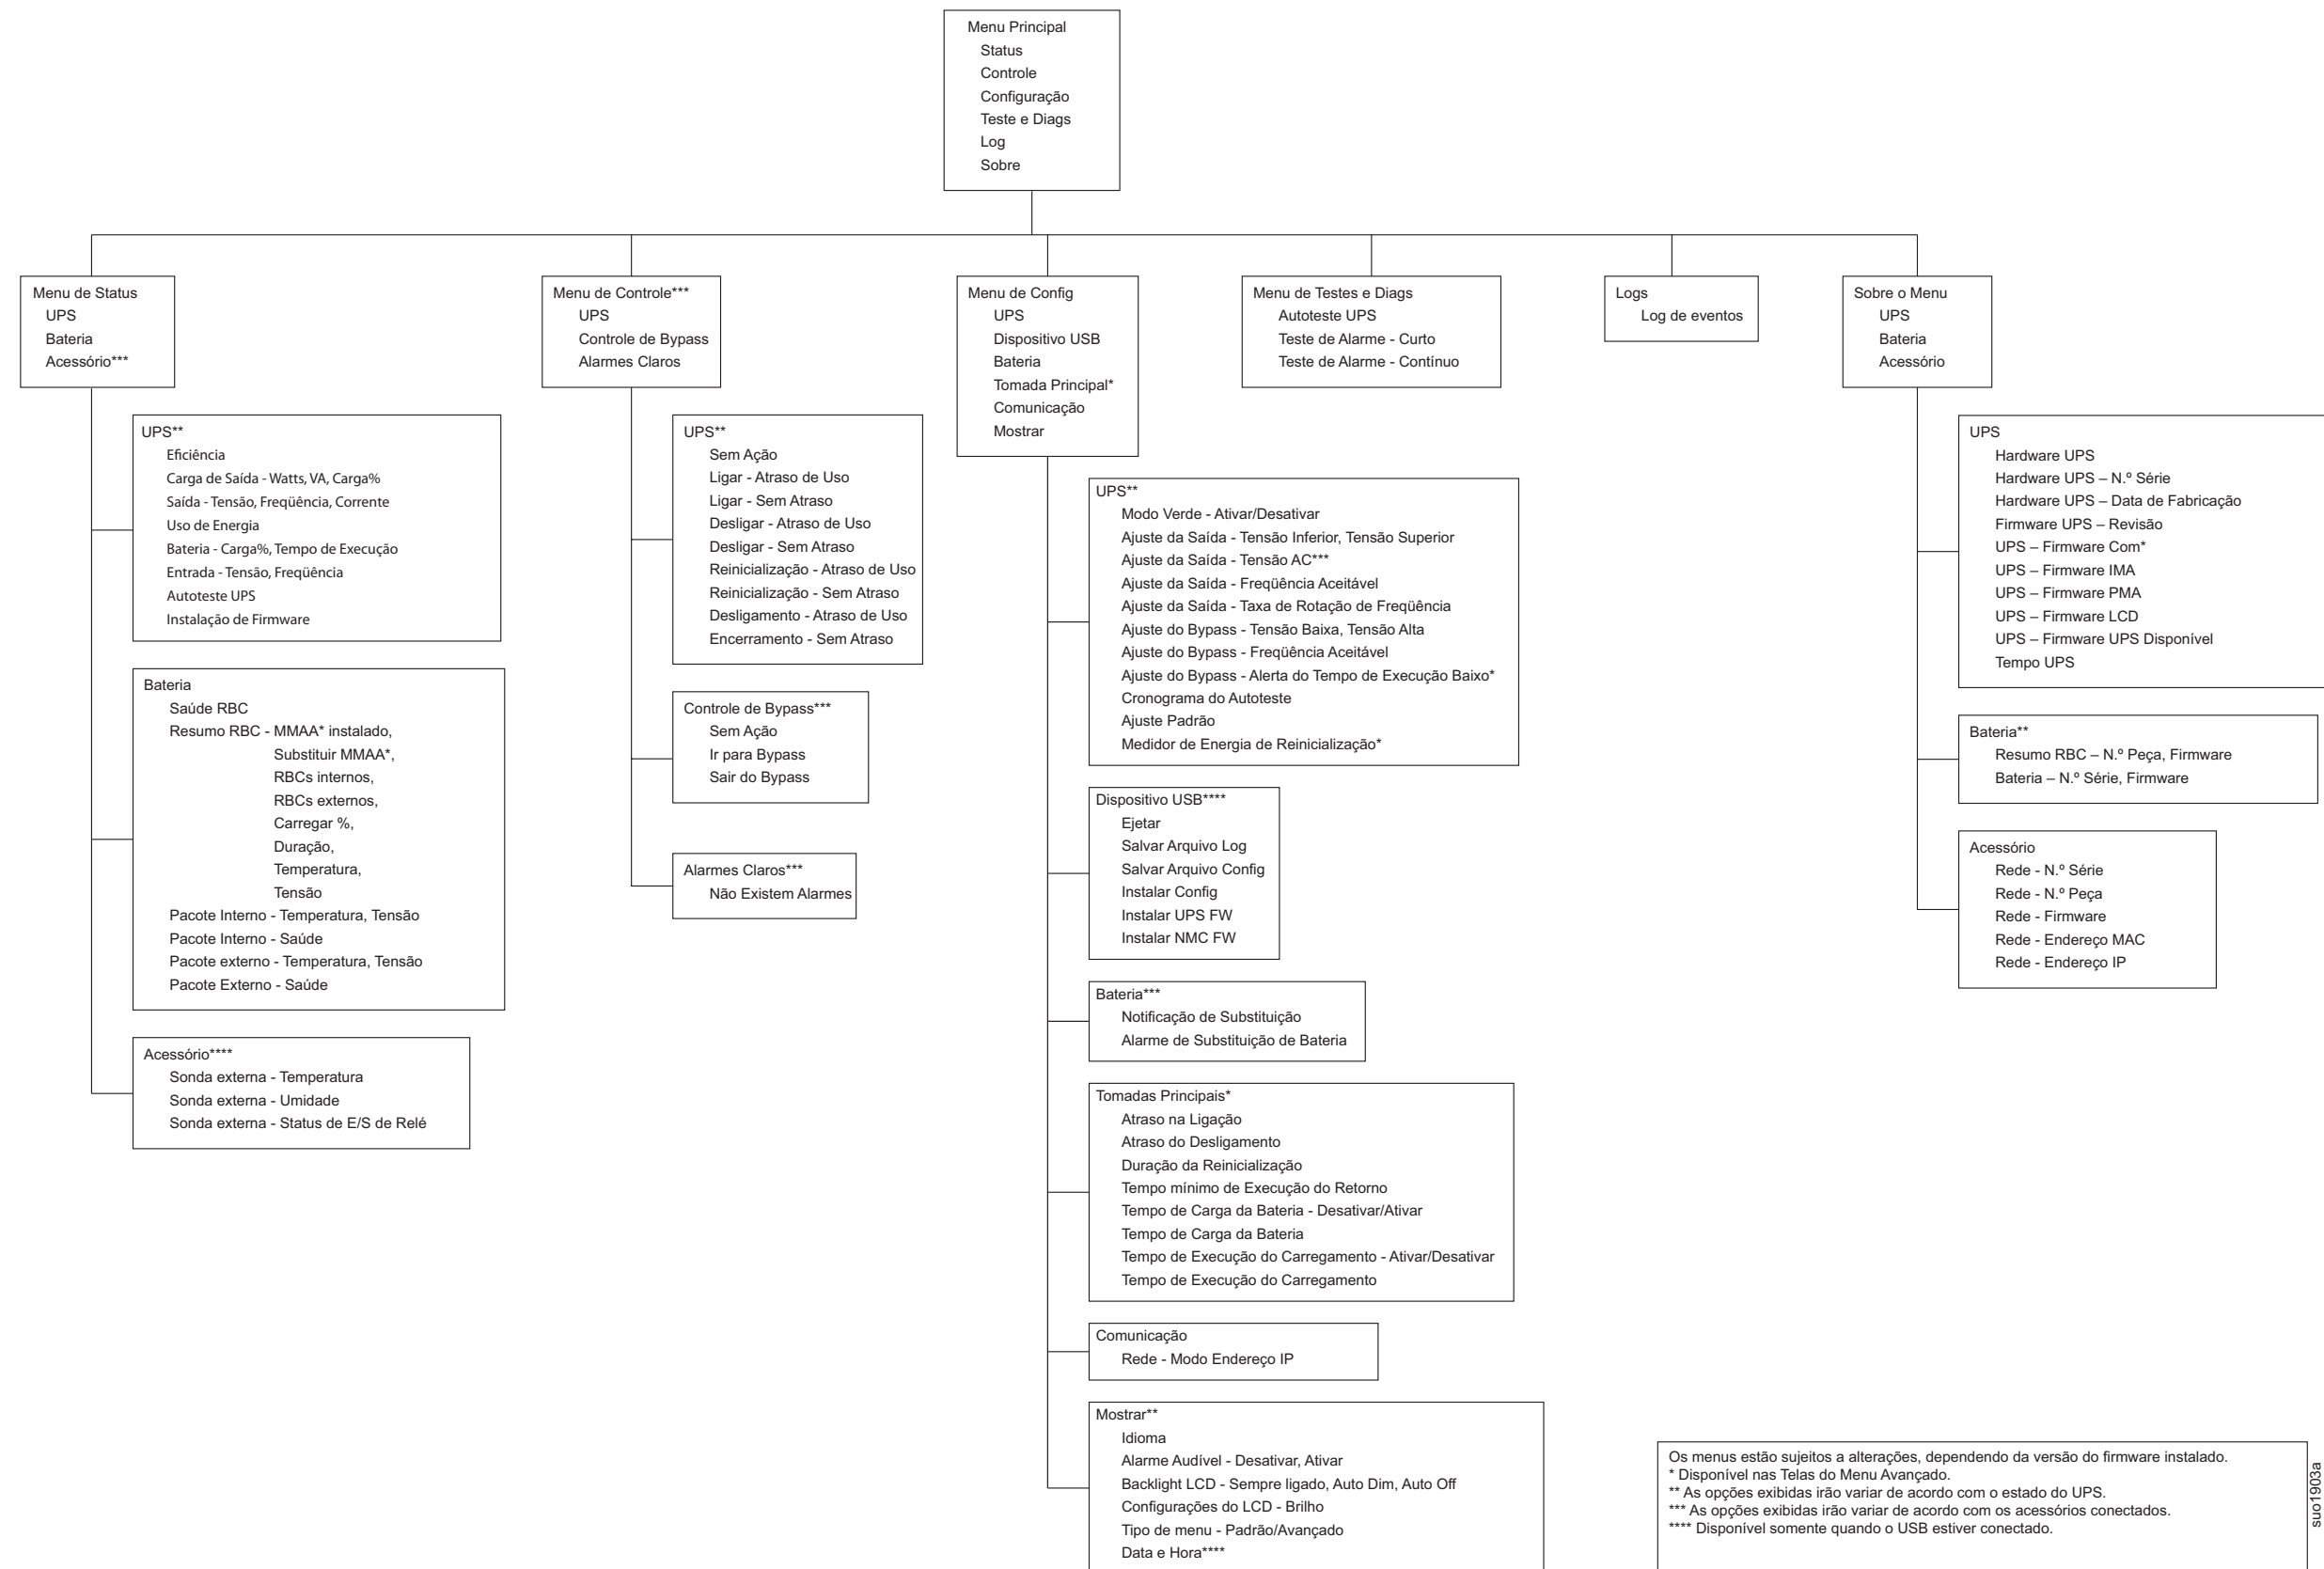 Menu Principal
Status
Controle
Configuração
Teste e Diags
Log
Sobre
Menu de Status
UPS
Bateria
Acessório***
UPS**
Eficiência
Carga de Saída - Watts, VA, Carga%
Saída - Tensão, Freqüência, Corrente
Uso de Energia
Bateria - Carga%, Tempo de Execução
Entrada - Tensão, Freqüência
Autoteste UPS
Instalação de Firmware
Bateria
Saúde RBC
Resumo RBC - MMAA* instalado,
Substituir MMAA*,
RBCs internos,
RBCs externos,
Carregar %,
Duração,
Temperatura,
Tensão
Pacote Interno - Temperatura, Tensão
Pacote Interno - Saúde
Pacote externo - Temperatura, Tensão
Pacote Externo - Saúde
Acessório****
Sonda externa - Temperatura
Sonda externa - Umidade
Sonda externa - Status de E/S de Relé
Menu de Controle***
UPS
Controle de Bypass
Alarmes Claros
UPS**
Sem Ação
Ligar - Atraso de Uso
Ligar - Sem Atraso
Desligar - Atraso de Uso
Desligar - Sem Atraso
Reinicialização - Atraso de Uso
Reinicialização - Sem Atraso
Desligamento - Atraso de Uso
Encerramento - Sem Atraso
Controle de Bypass***
Sem Ação
Ir para Bypass
Sair do Bypass
Alarmes Claros***
Não Existem Alarmes
Menu de Config
UPS
Dispositivo USB
Bateria
Tomada Principal*
Comunicação
Mostrar
UPS**
Modo Verde - Ativar/Desativar
Ajuste da Saída - Tensão Inferior, Tensão Superior
Ajuste da Saída - Tensão AC***
Ajuste da Saída - Freqüência Aceitável
Ajuste da Saída - Taxa de Rotação de Freqüência
Ajuste do Bypass - Tensão Baixa, Tensão Alta
Ajuste do Bypass - Freqüência Aceitável
Ajuste do Bypass - Alerta do Tempo de Execução Baixo*
Cronograma do Autoteste
Ajuste Padrão
Medidor de Energia de Reinicialização*
Dispositivo USB****
Ejetar
Salvar Arquivo Log
Salvar Arquivo Config
Instalar Config
Instalar UPS FW
Instalar NMC FW
Bateria***
Notificação de Substituição
Alarme de Substituição de Bateria
Tomadas Principais*
Atraso na Ligação
Atraso do Desligamento
Duração da Reinicialização
Tempo mínimo de Execução do Retorno
Tempo de Carga da Bateria - Desativar/Ativar
Tempo de Carga da Bateria
Tempo de Execução do Carregamento - Ativar/Desativar
Tempo de Execução do Carregamento
Comunicação
Rede - Modo Endereço IP
Mostrar**
Idioma
Alarme Audível - Desativar, Ativar
Backlight LCD - Sempre ligado, Auto Dim, Auto Off
Configurações do LCD - Brilho
Tipo de menu - Padrão/Avançado
Data e Hora****
Menu de Testes e Diags
Autoteste UPS
Teste de Alarme - Curto
Teste de Alarme - Contínuo
Logs
Log de eventos
Sobre o Menu
UPS
Bateria
Acessório
UPS
Hardware UPS
Hardware UPS – N.º Série
Hardware UPS – Data de Fabricação
Firmware UPS – Revisão
UPS – Firmware Com*
UPS – Firmware IMA
UPS – Firmware PMA
UPS – Firmware LCD
UPS – Firmware UPS Disponível
Tempo UPS
Bateria**
Resumo RBC – N.º Peça, Firmware
Bateria – N.º Série, Firmware
Acessório
Rede - N.º Série
Rede - N.º Peça
Rede - Firmware
Rede - Endereço MAC
Rede - Endereço IP
Os menus estão sujeitos a alterações, dependendo da versão do firmware instalado.
* Disponível nas Telas do Menu Avançado.
** As opções exibidas irão variar de acordo com o estado do UPS.
*** As opções exibidas irão variar de acordo com os acessórios conectados.
**** Disponível somente quando o USB estiver conectado.
suo1903a